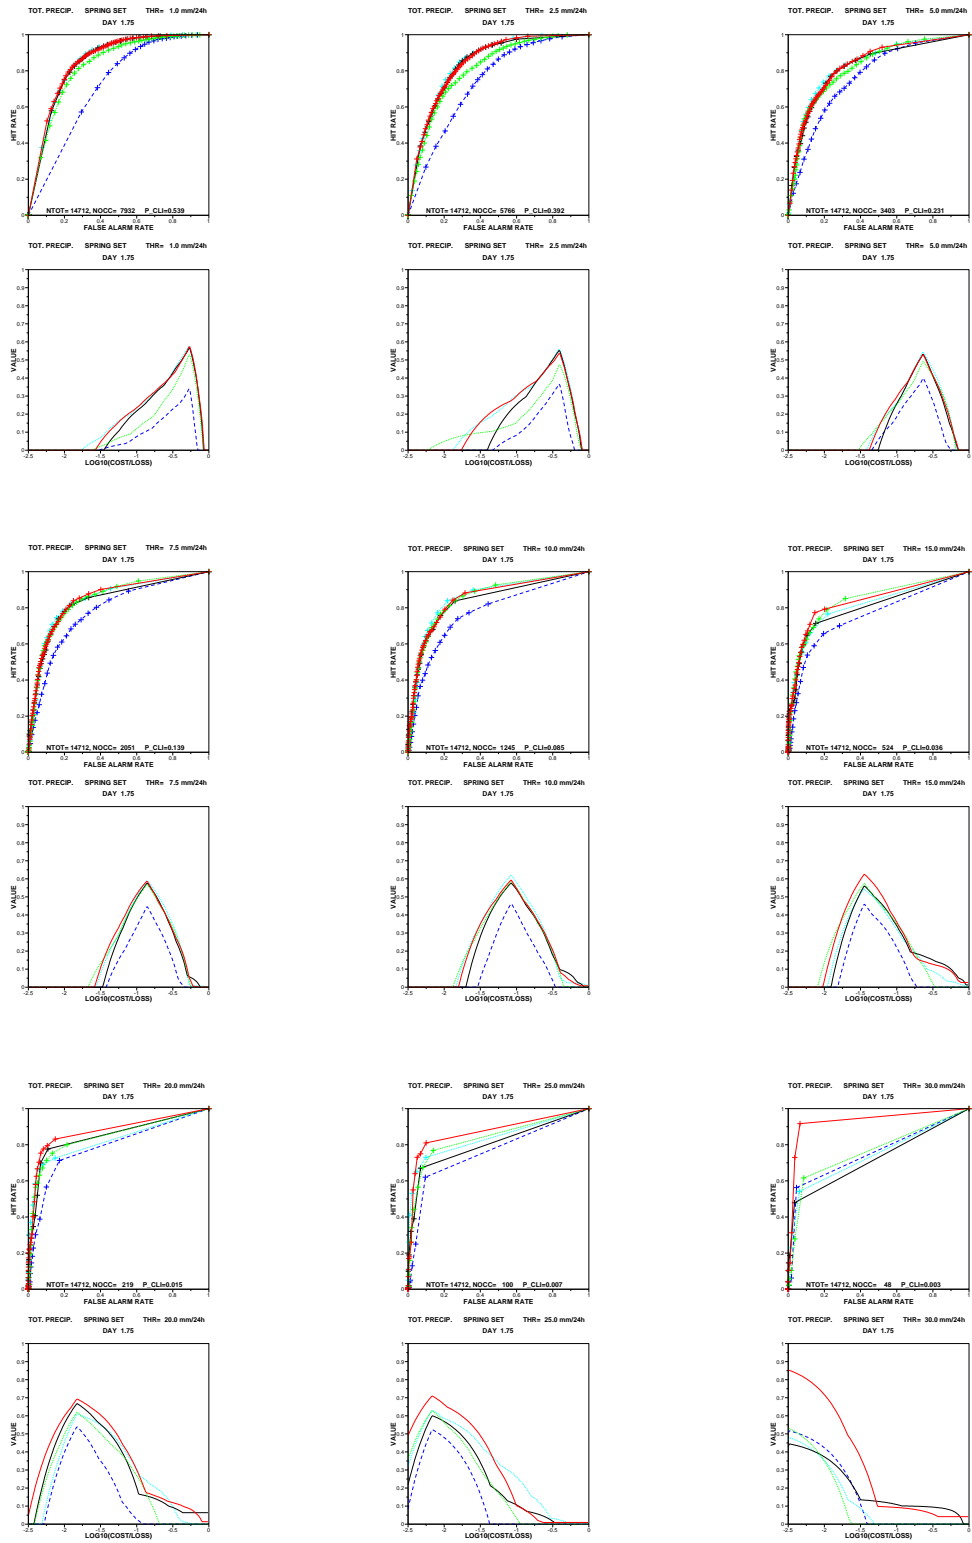 TOT. PRECIP. SPRING SET THR= 1.0 mm/24h
DAY 1.75
HIT RATE
NTOT= 14712, NOCC= 7932 P_CLI=0.539
FALSE ALARM RATE
TOT. PRECIP. SPRING SET THR= 2.5 mm/24h
DAY 1.75
HIT RATE
NTOT= 14712, NOCC= 5766 P_CLI=0.392
FALSE ALARM RATE
TOT. PRECIP. SPRING SET THR= 5.0 mm/24h
DAY 1.75
HIT RATE
NTOT= 14712, NOCC= 3403 P_CLI=0.231
FALSE ALARM RATE
TOT. PRECIP. SPRING SET THR= 1.0 mm/24h
DAY 1.75
VALUE
LOG10(COST/LOSS)
TOT. PRECIP. SPRING SET THR= 2.5 mm/24h
DAY 1.75
VALUE
LOG10(COST/LOSS)
TOT. PRECIP. SPRING SET THR= 5.0 mm/24h
DAY 1.75
VALUE
LOG10(COST/LOSS)
TOT. PRECIP. SPRING SET THR= 7.5 mm/24h
DAY 1.75
HIT RATE
NTOT= 14712, NOCC= 2051 P_CLI=0.139
FALSE ALARM RATE
TOT. PRECIP. SPRING SET THR= 10.0 mm/24h
DAY 1.75
HIT RATE
NTOT= 14712, NOCC= 1245 P_CLI=0.085
FALSE ALARM RATE
TOT. PRECIP. SPRING SET THR= 15.0 mm/24h
DAY 1.75
HIT RATE
NTOT= 14712, NOCC= 524 P_CLI=0.036
FALSE ALARM RATE
TOT. PRECIP. SPRING SET THR= 7.5 mm/24h
DAY 1.75
VALUE
LOG10(COST/LOSS)
TOT. PRECIP. SPRING SET THR= 10.0 mm/24h
DAY 1.75
VALUE
LOG10(COST/LOSS)
TOT. PRECIP. SPRING SET THR= 15.0 mm/24h
DAY 1.75
VALUE
LOG10(COST/LOSS)
TOT. PRECIP. SPRING SET THR= 20.0 mm/24h
DAY 1.75
HIT RATE
NTOT= 14712, NOCC= 219 P_CLI=0.015
FALSE ALARM RATE
TOT. PRECIP. SPRING SET THR= 25.0 mm/24h
DAY 1.75
HIT RATE
NTOT= 14712, NOCC= 100 P_CLI=0.007
FALSE ALARM RATE
TOT. PRECIP. SPRING SET THR= 30.0 mm/24h
DAY 1.75
HIT RATE
NTOT= 14712, NOCC= 48 P_CLI=0.003
FALSE ALARM RATE
TOT. PRECIP. SPRING SET THR= 20.0 mm/24h
DAY 1.75
VALUE
LOG10(COST/LOSS)
TOT. PRECIP. SPRING SET THR= 25.0 mm/24h
DAY 1.75
VALUE
LOG10(COST/LOSS)
TOT. PRECIP. SPRING SET THR= 30.0 mm/24h
DAY 1.75
VALUE
LOG10(COST/LOSS)